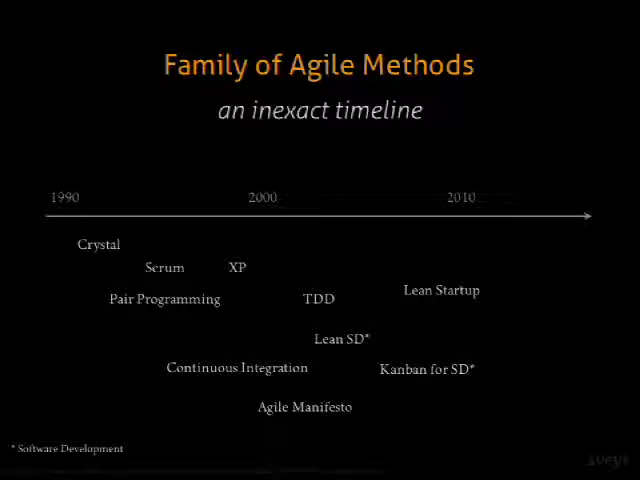 Family of Agile Methods
an inexact timeline
1990 2000 2010
Crystal
Scrum XP
Lean Startup
Pair Programming TDD
Lean SD*
Continuous Integration Kanban for SD*
Agile Manifesto
* Software Development